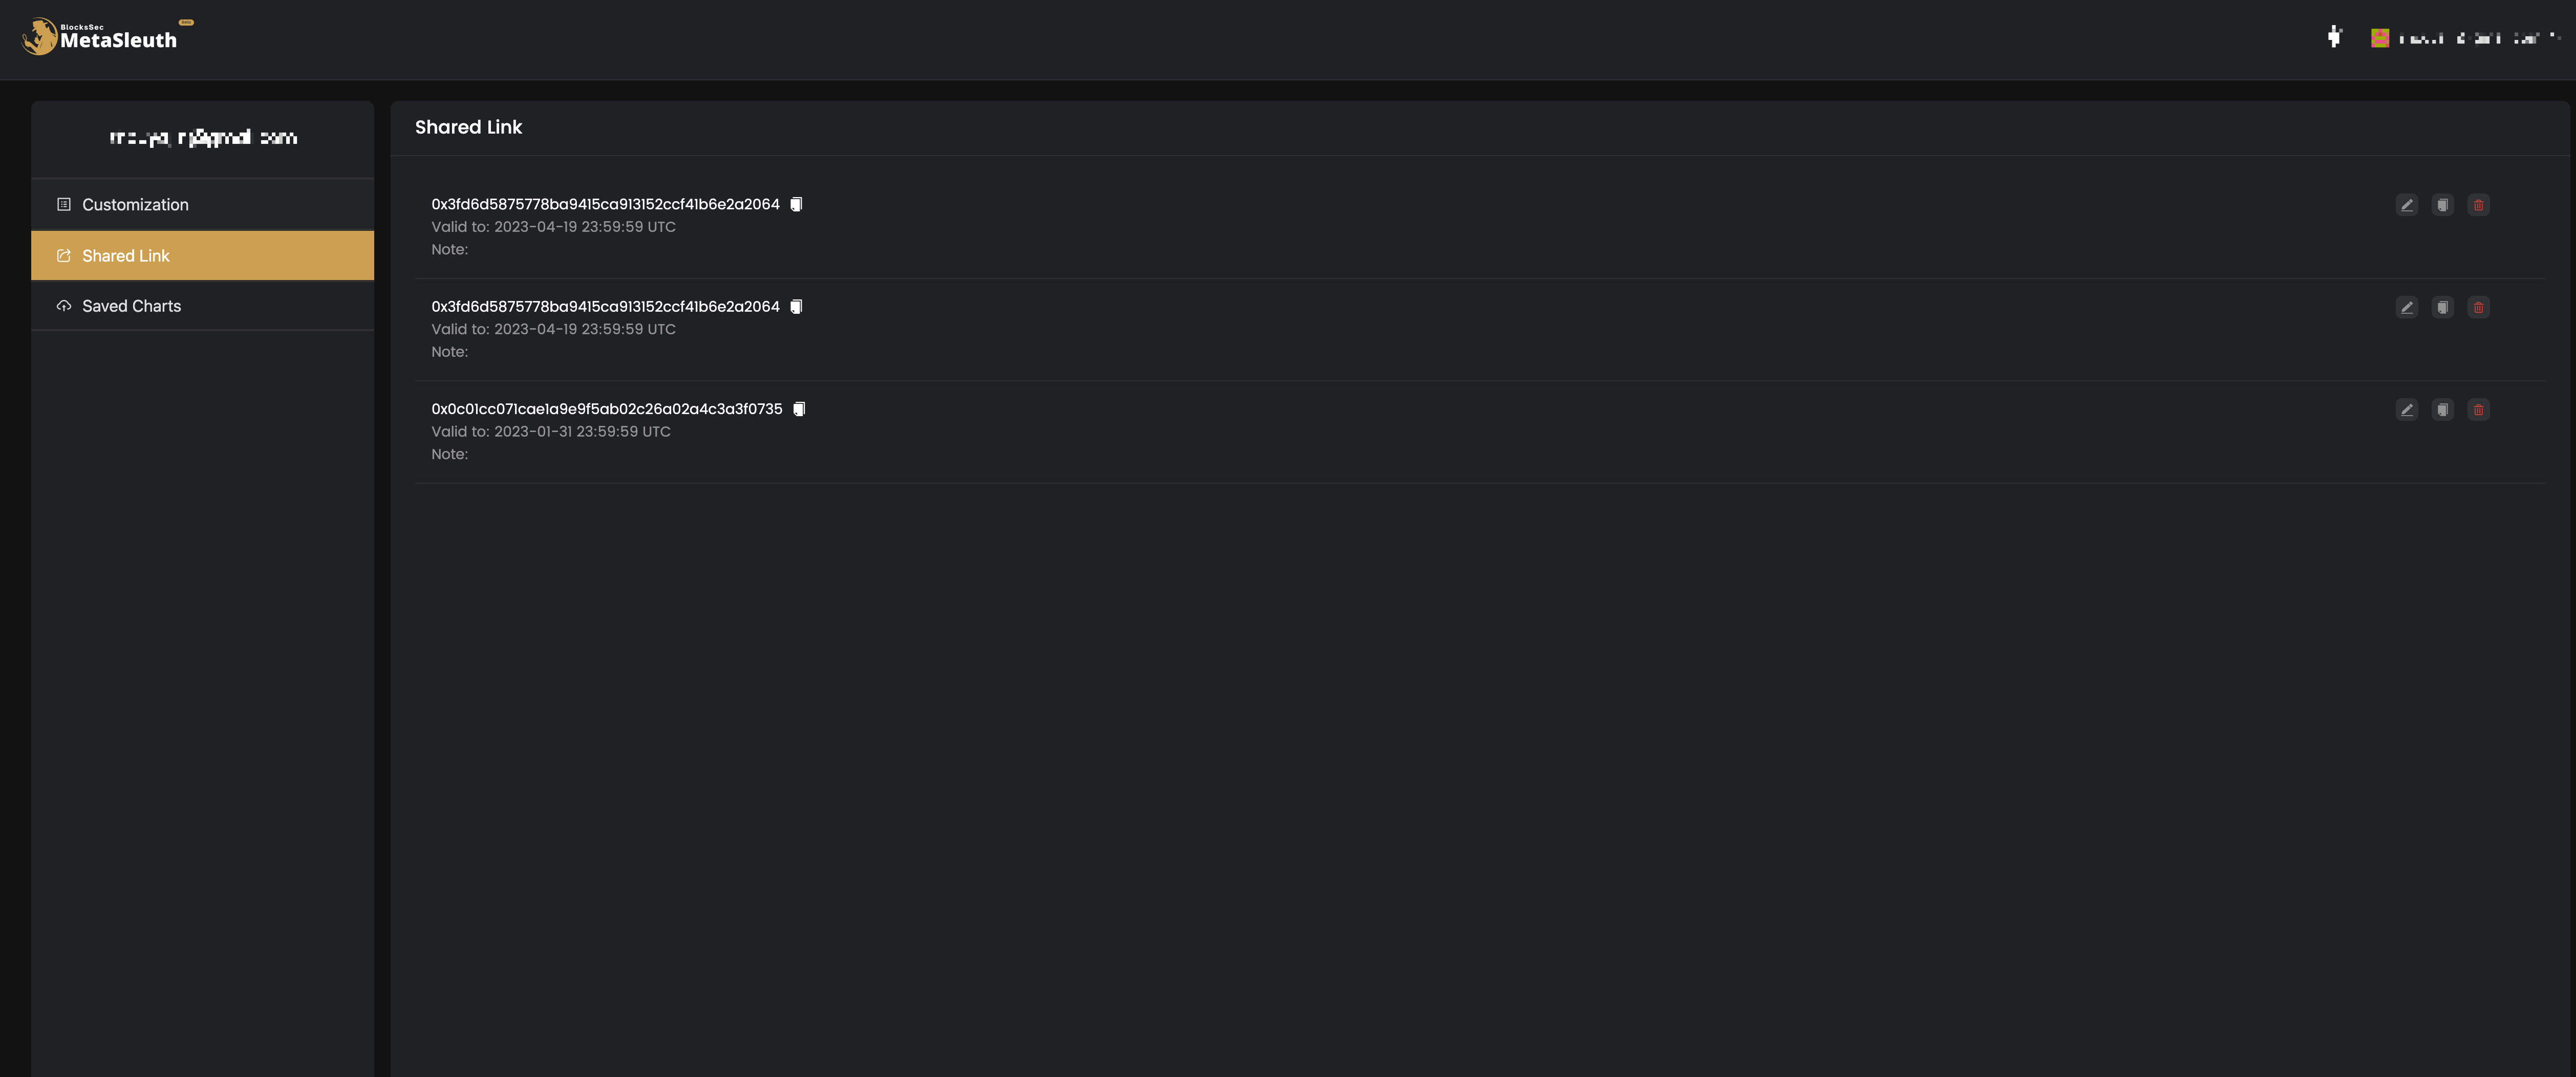 BlocksSec
MetaSleuth
Beta
Customization
Shared Link
Saved Charts
Shared Link
0x3fd6d5875778ba9415ca913152ccf41b6e2a2064
Valid to: 2023-04-19 23:59:59 UTC
Note:
0x3fd6d5875778ba9415ca913152ccf41b6e2a2064
Valid to: 2023-04-19 23:59:59 UTC
Note:
0x0c01cc071cae1a9e9f5ab02c26a02a4c3a3f0735
Valid to: 2023-01-31 23:59:59 UTC
Note: